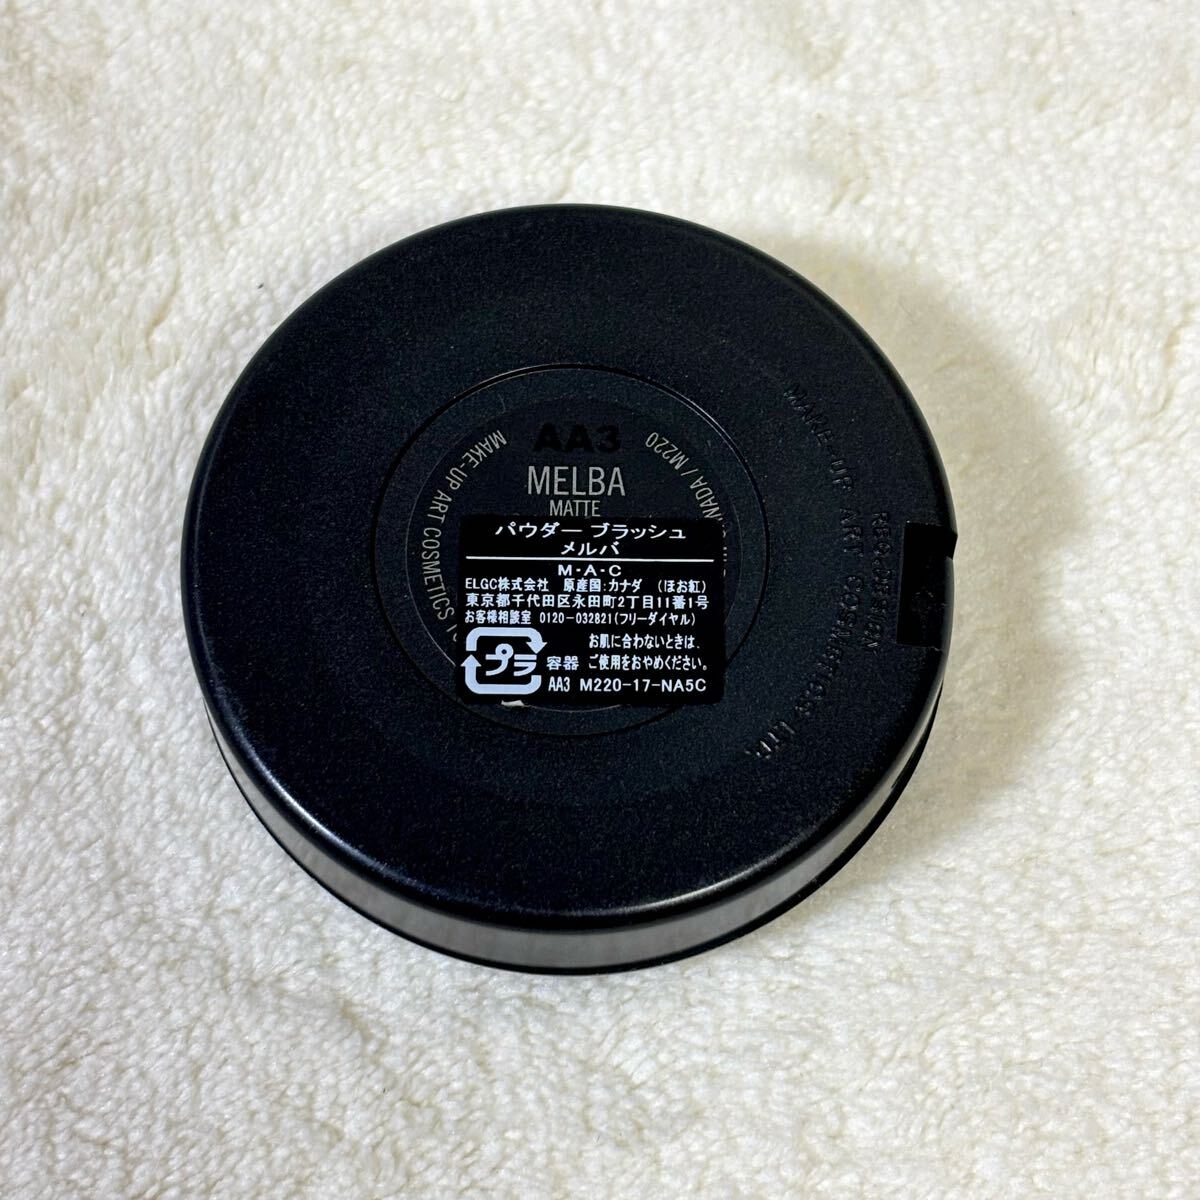 AA3
MELBA
MATTE
MAKE-UP ART COSMETICS
NADA / M220
パウダー ブラッシュ
メルバ
M・A・C
ELGC株式会社 原産国:カナダ (ほお紅)
東京都千代田区永田町2丁目11番1号
お客様相談室 0120-032821(フリーダイヤル)
プラ
容器
お肌に合わないときは、
ご使用をおやめください。
AA3 M220-17-NA5C
MAKE-UP ART COSMETICS LTD.
REG. DESIGN